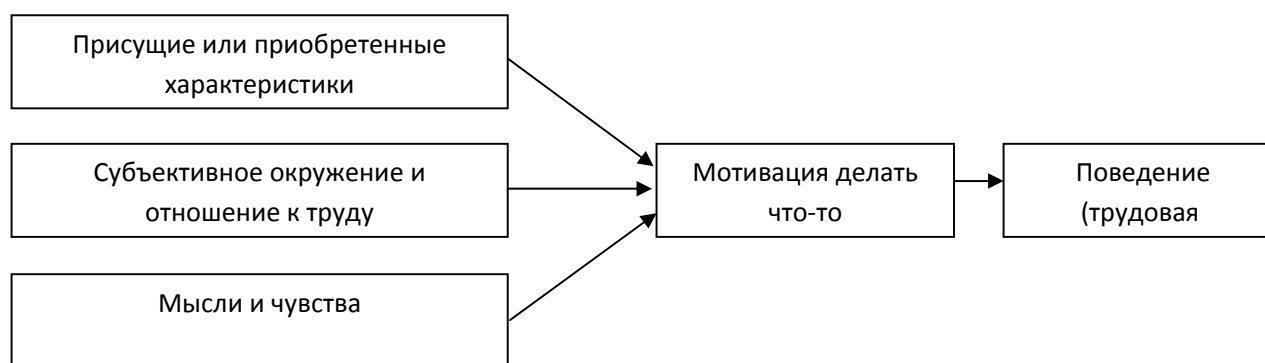 Присущие или приобретенные
характеристики
Субъективное окружение и
отношение к труду
Мотивация делать
что-то
Поведение
(трудовая
Мысли и чувства